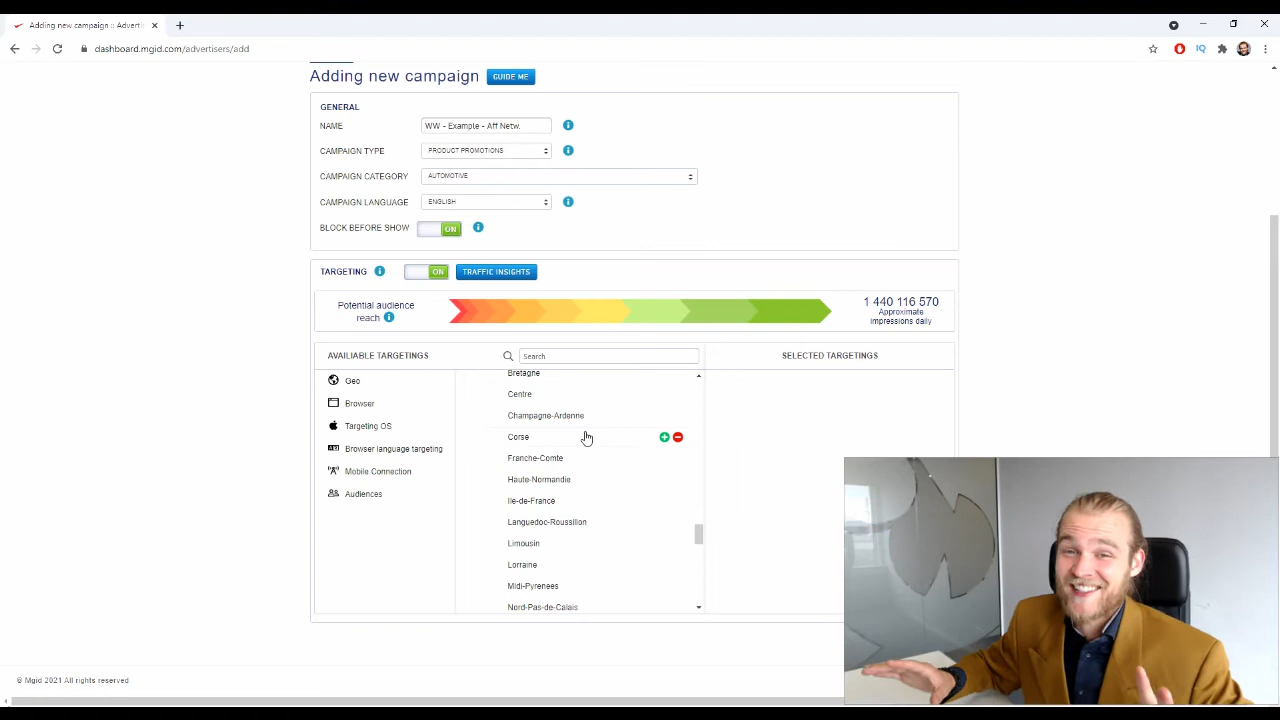 Adding new campaign :: Adverti
dashboard.mgid.com/advertisers/add
IQ
Adding new campaign GUIDE ME
GENERAL
NAME WW - Example - Aff Netw.
CAMPAIGN TYPE PRODUCT PROMOTIONS
CAMPAIGN CATEGORY AUTOMOTIVE
CAMPAIGN LANGUAGE ENGLISH
BLOCK BEFORE SHOW ON
TARGETING ON TRAFFIC INSIGHTS
Potential audience
reach
1 440 116 570
Approximate
impressions daily
AVAILIABLE TARGETINGS
Search
SELECTED TARGETINGS
Geo
Browser
Targeting OS
Browser language targeting
Mobile Connection
Audiences
Bretagne
Centre
Champagne-Ardenne
Corse
Franche-Comte
Haute-Normandie
Ile-de-France
Languedoc-Roussillon
Limousin
Lorraine
Midi-Pyrenees
Nord-Pas-de-Calais
© Mgid 2021 All rights reserved